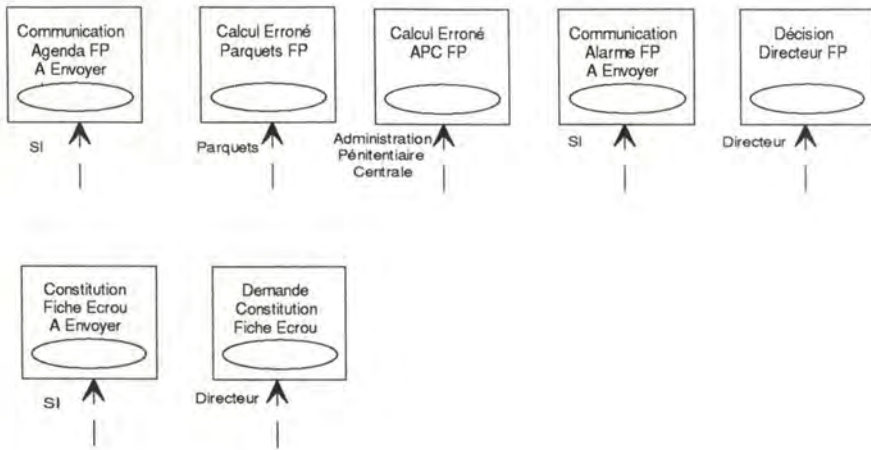 Communication
Agenda FP
A Envoyer
SI
Calcul Erroné
Parquets FP
Parquets
Calcul Erroné
APC FP
Administration
Pénitentiaire
Centrale
Communication
Alarme FP
A Envoyer
SI
Décision
Directeur FP
Directeur
Constitution
Fiche Ecrou
A Envoyer
SI
Demande
Constitution
Fiche Ecrou
Directeur